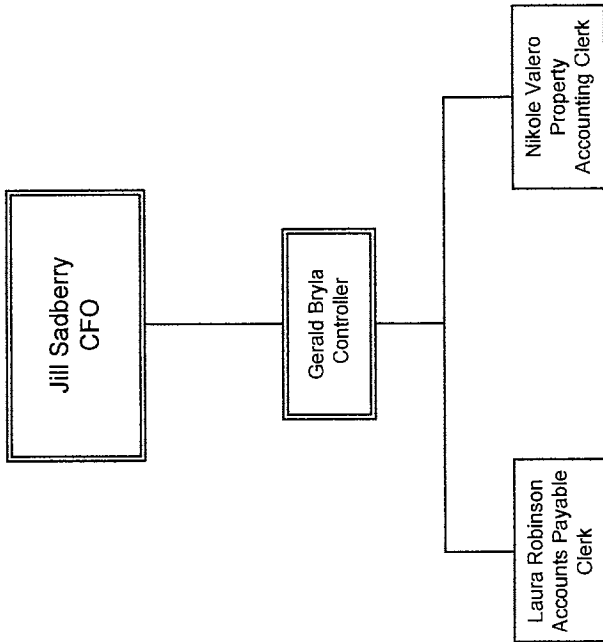 Jill Sadberry
CFO
Gerald Bryla
Controller
Laura Robinson
Accounts Payable
Clerk
Nikole Valero
Property
Accounting Clerk